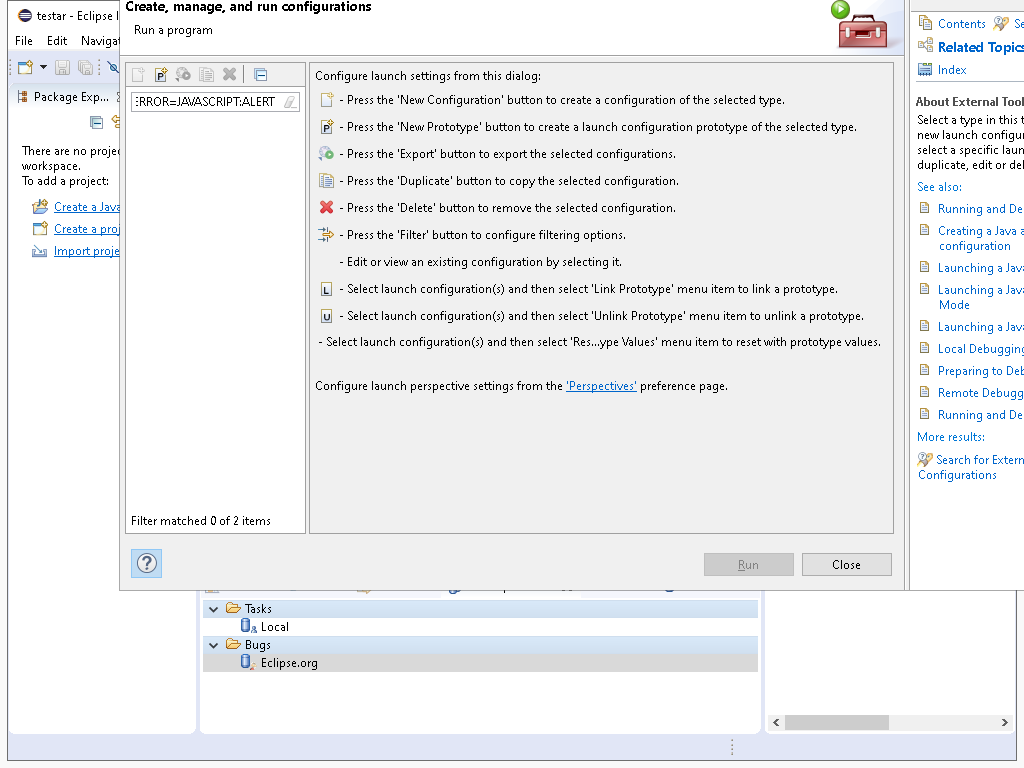 testar - Eclipse I
File Edit Navigat
Package Exp...
There are no proje
workspace.
To add a project:
Create a Java
Create a proj
Import proje
Create, manage, and run configurations
Run a program
ERROR=JAVASCRIPT:ALERT
Filter matched 0 of 2 items
Configure launch settings from this dialog:
- Press the 'New Configuration' button to create a configuration of the selected type.
- Press the 'New Prototype' button to create a launch configuration prototype of the selected type.
- Press the 'Export' button to export the selected configurations.
- Press the 'Duplicate' button to copy the selected configuration.
- Press the 'Delete' button to remove the selected configuration.
- Press the 'Filter' button to configure filtering options.
- Edit or view an existing configuration by selecting it.
L - Select launch configuration(s) and then select 'Link Prototype' menu item to link a prototype.
U - Select launch configuration(s) and then select 'Unlink Prototype' menu item to unlink a prototype.
- Select launch configuration(s) and then select 'Res...ype Values' menu item to reset with prototype values.
Configure launch perspective settings from the 'Perspectives' preference page.
Run
Close
Contents Se
Related Topics
Index
About External Tool
Select a type in this t
new launch configur
select a specific laun
duplicate, edit or del
See also:
Running and De
Creating a Java a
configuration
Launching a Java
Launching a Java
Mode
Launching a Java
Local Debugging
Preparing to Deb
Remote Debugg
Running and De
More results:
Search for Extern
Configurations
Tasks
Local
Bugs
Eclipse.org